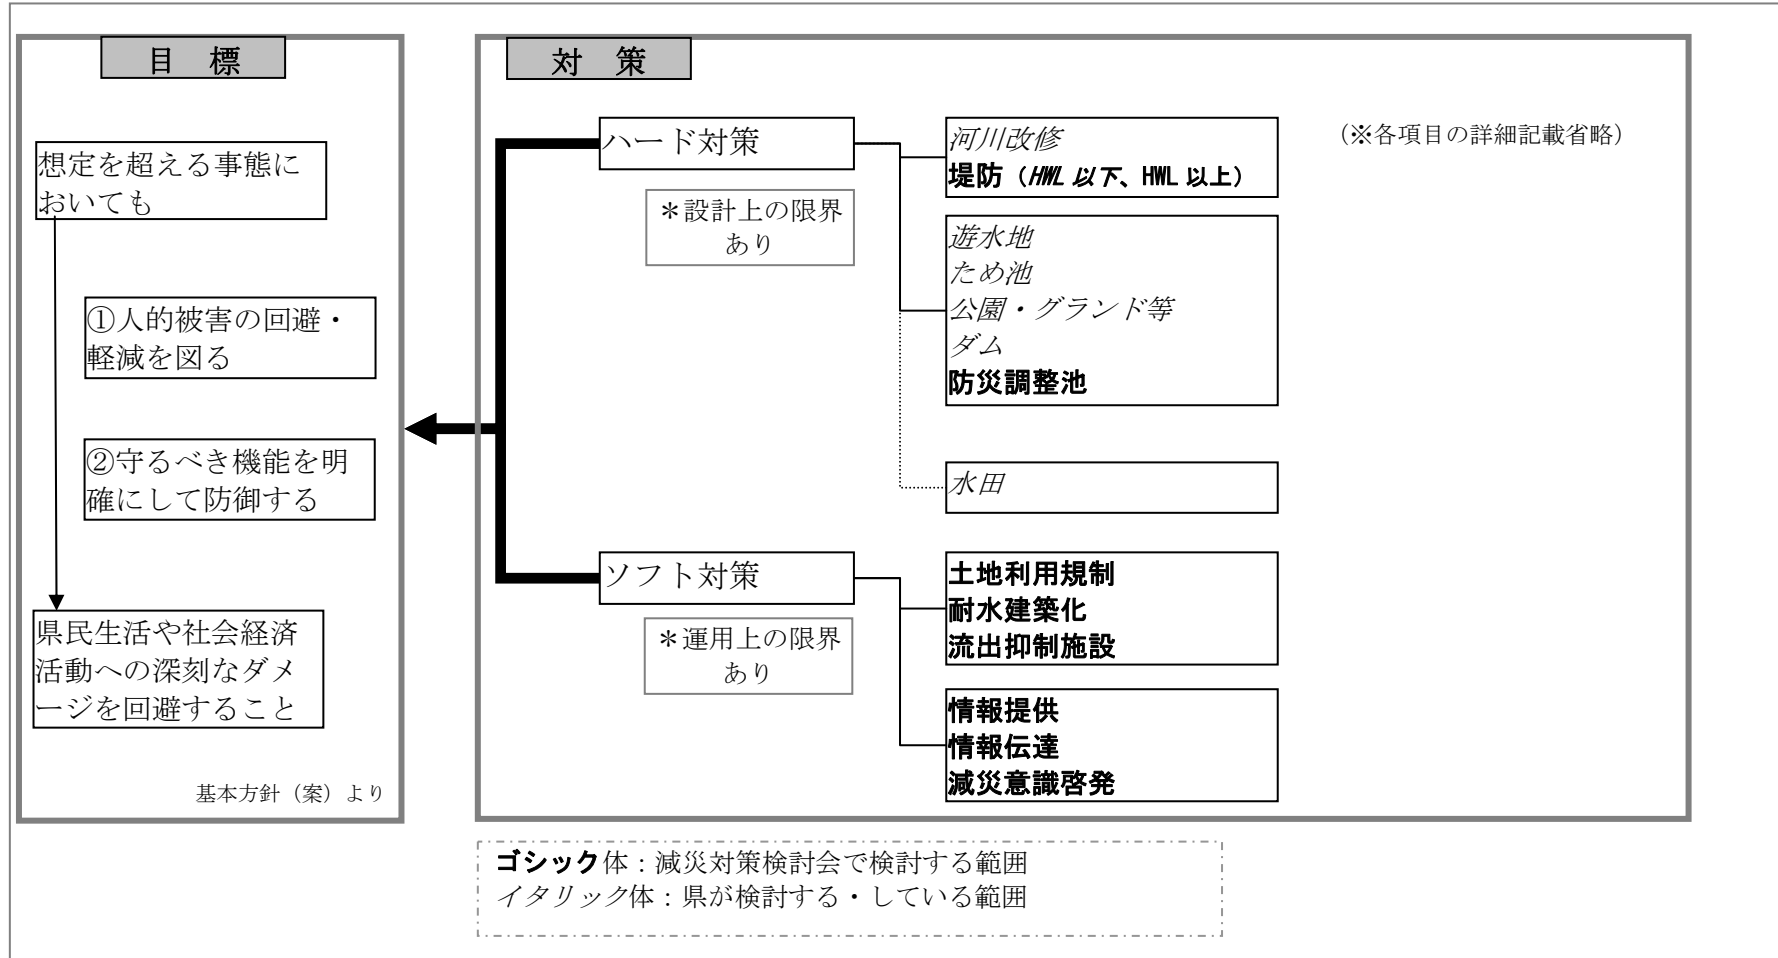 目　標
想定を超える事態に
おいても
①人的被害の回避・
軽減を図る
②守るべき機能を明
確にして防御する
県民生活や社会経済
活動への深刻なダメ
ージを回避すること
基本方針（案）より
対　策
ハード対策
＊設計上の限界
あり
河川改修
堤防（HWL 以下、HWL 以上）
（※各項目の詳細記載省略）
遊水地
ため池
公園・グランド等
ダム
防災調整池
水田
ソフト対策
＊運用上の限界
あり
土地利用規制
耐水建築化
流出抑制施設
情報提供
情報伝達
減災意識啓発
ゴシック体：減災対策検討会で検討する範囲
イタリック体：県が検討する・している範囲